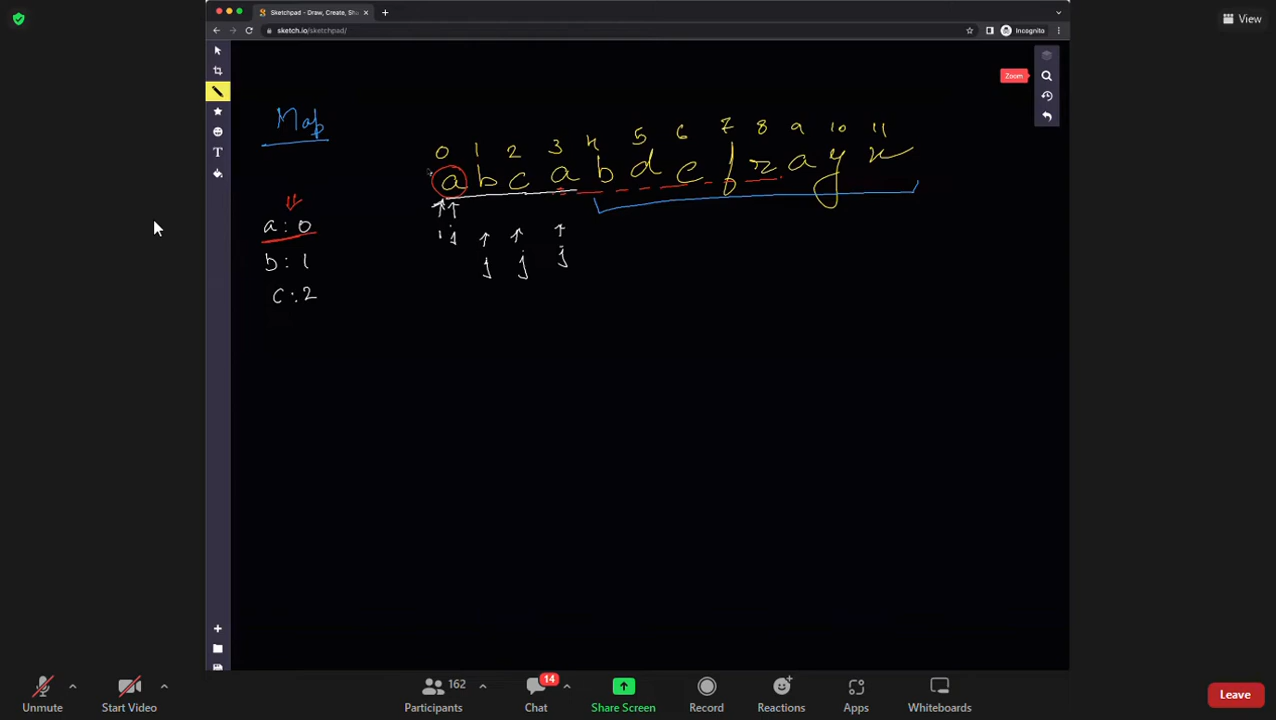 Sketchpad - Draw, Create, Sha
sketch.io/sketchpad/
Incognito
View
Zoom
Map
0 1 2 3 4 5 6 7 8 9 10 11
a b c a b d c f r a y x
a : 0
i j
j j j
b : 1
c : 2
T
Unmute
Start Video
162
Participants
14
Chat
Share Screen
Record
Reactions
Apps
Whiteboards
Leave